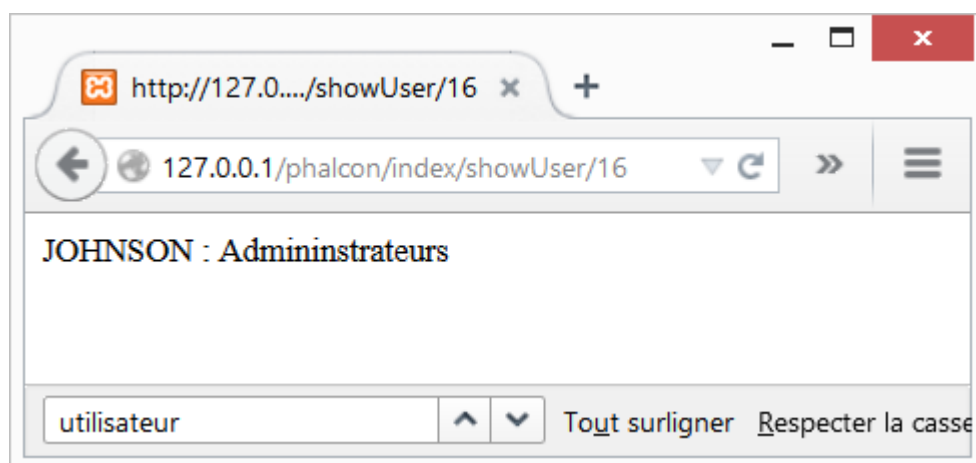 http://127.0..../showUser/16
127.0.0.1/phalcon/index/showUser/16
JOHNSON : Admininstrateurs
utilisateur Tout surligner Respecter la casse